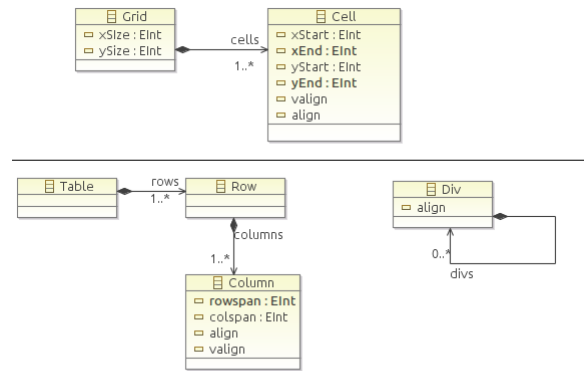 Grid
xSIze : EInt
ySize : EInt
cells
1..*
Cell
xStart : EInt
xEnd : EInt
yStart : EInt
yEnd : EInt
valign
align
Table
rows
1..*
Row
columns
1..*
Column
rowspan : EInt
colspan : EInt
align
valign
Div
align
0..*
divs